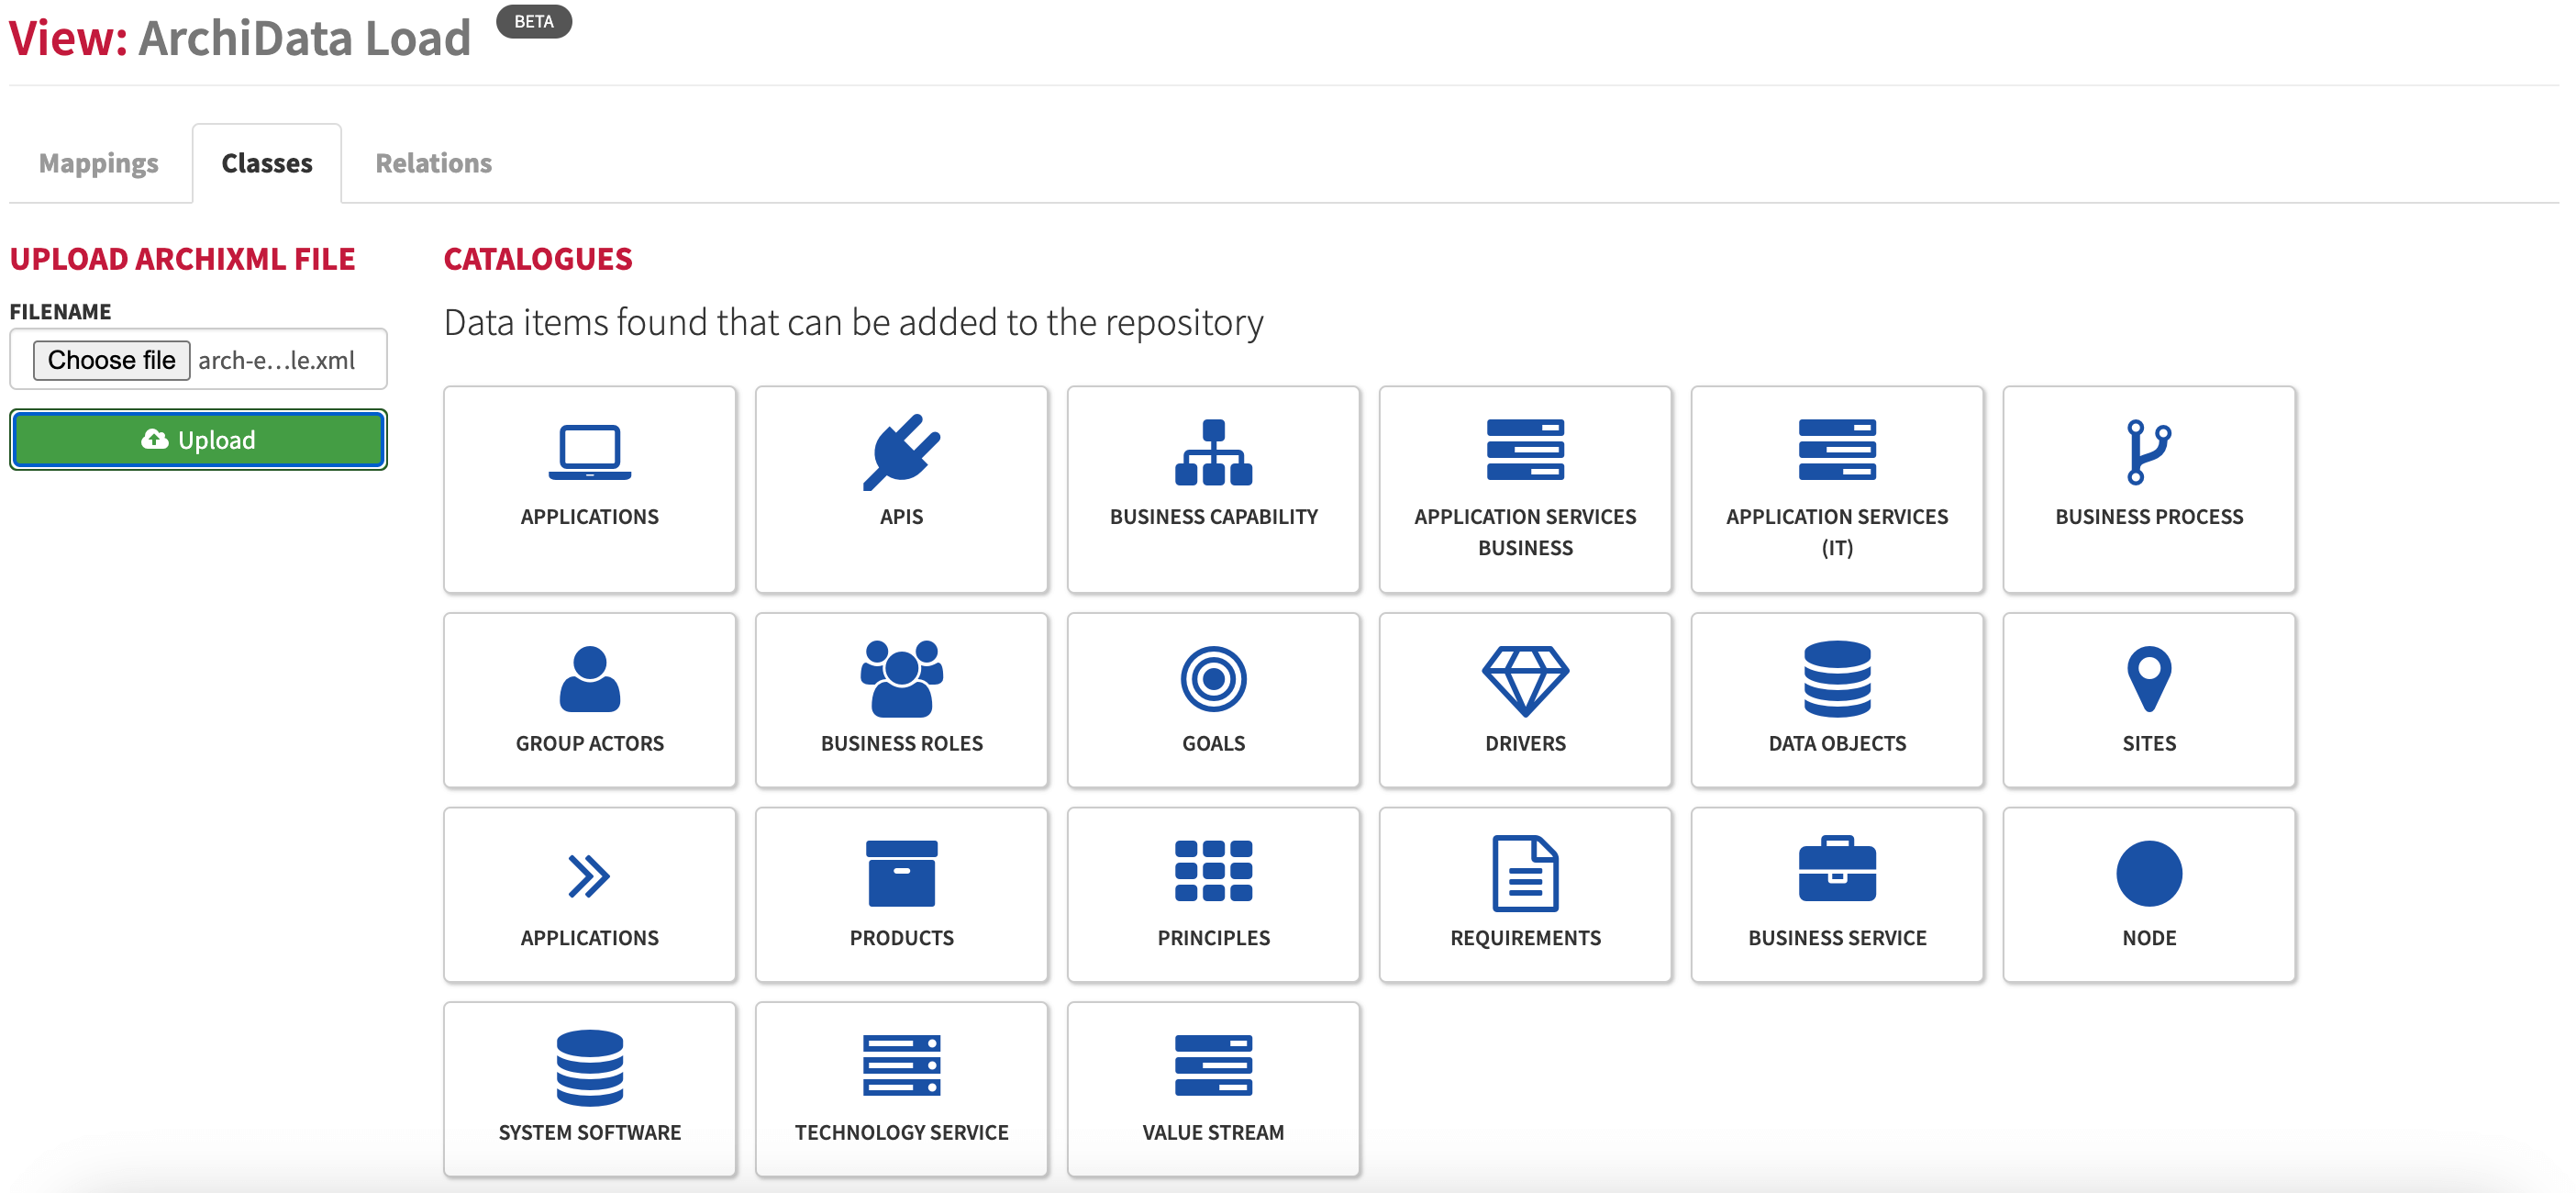 View: ArchiData Load BETA
Mappings Classes Relations
UPLOAD ARCHIXML FILE
FILENAME
Choose file arch-e...le.xml
Upload
CATALOGUES
Data items found that can be added to the repository
APPLICATIONS
APIS
BUSINESS CAPABILITY
APPLICATION SERVICES
BUSINESS
APPLICATION SERVICES
(IT)
BUSINESS PROCESS
GROUP ACTORS
BUSINESS ROLES
GOALS
DRIVERS
DATA OBJECTS
SITES
APPLICATIONS
PRODUCTS
PRINCIPLES
REQUIREMENTS
BUSINESS SERVICE
NODE
SYSTEM SOFTWARE
TECHNOLOGY SERVICE
VALUE STREAM